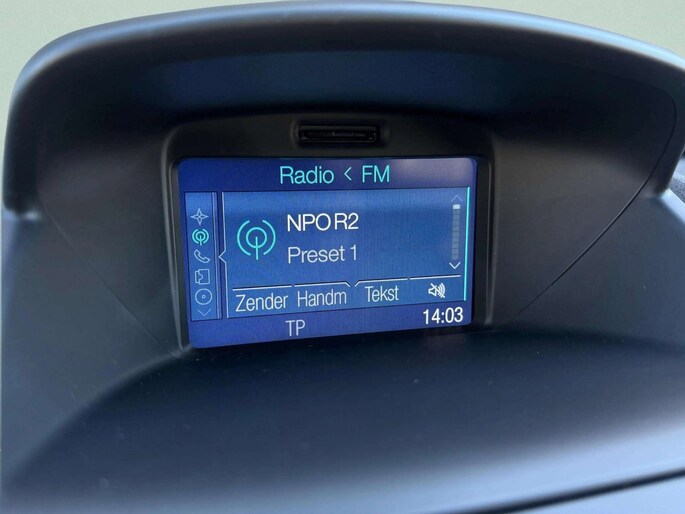 Radio < FM
NPO R2
Preset 1
Zender Handm Tekst
TP 14:03